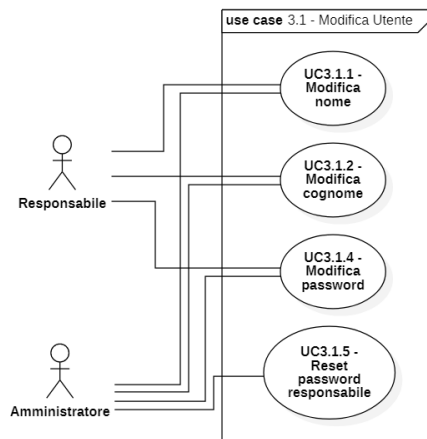 use case 3.1 - Modifica Utente
UC3.1.1 -
Modifica
nome
UC3.1.2 -
Modifica
cognome
Responsabile
UC3.1.4 -
Modifica
password
UC3.1.5 -
Reset
password
responsabile
Amministratore